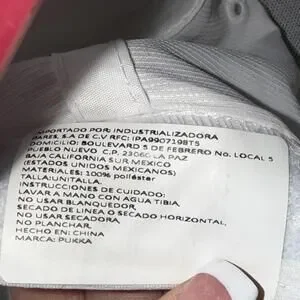 IMPORTADO POR: INDUSTRIALIZADORA
PARES, S.A DE C.V RFC: IPA990719BT5
DOMICILIO: BOULEVARD 5 DE FEBRERO No. LOCAL 5
PUEBLO NUEVO C.P. 23060 LA PAZ
BAJA CALIFORNIA SUR MEXICO
(ESTADOS UNIDOS MEXICANOS)
MATERIALES: 100% poliéster
TALLA:UNITALLA.
INSTRUCCIONES DE CUIDADO:
LAVAR A MANO CON AGUA TIBIA,
NO USAR BLANQUEDOR,
SECADO DE LINEA O SECADO HORIZONTAL,
NO USAR SECADORA,
NO PLANCHAR.
HECHO EN: CHINA
MARCA: PUKKA